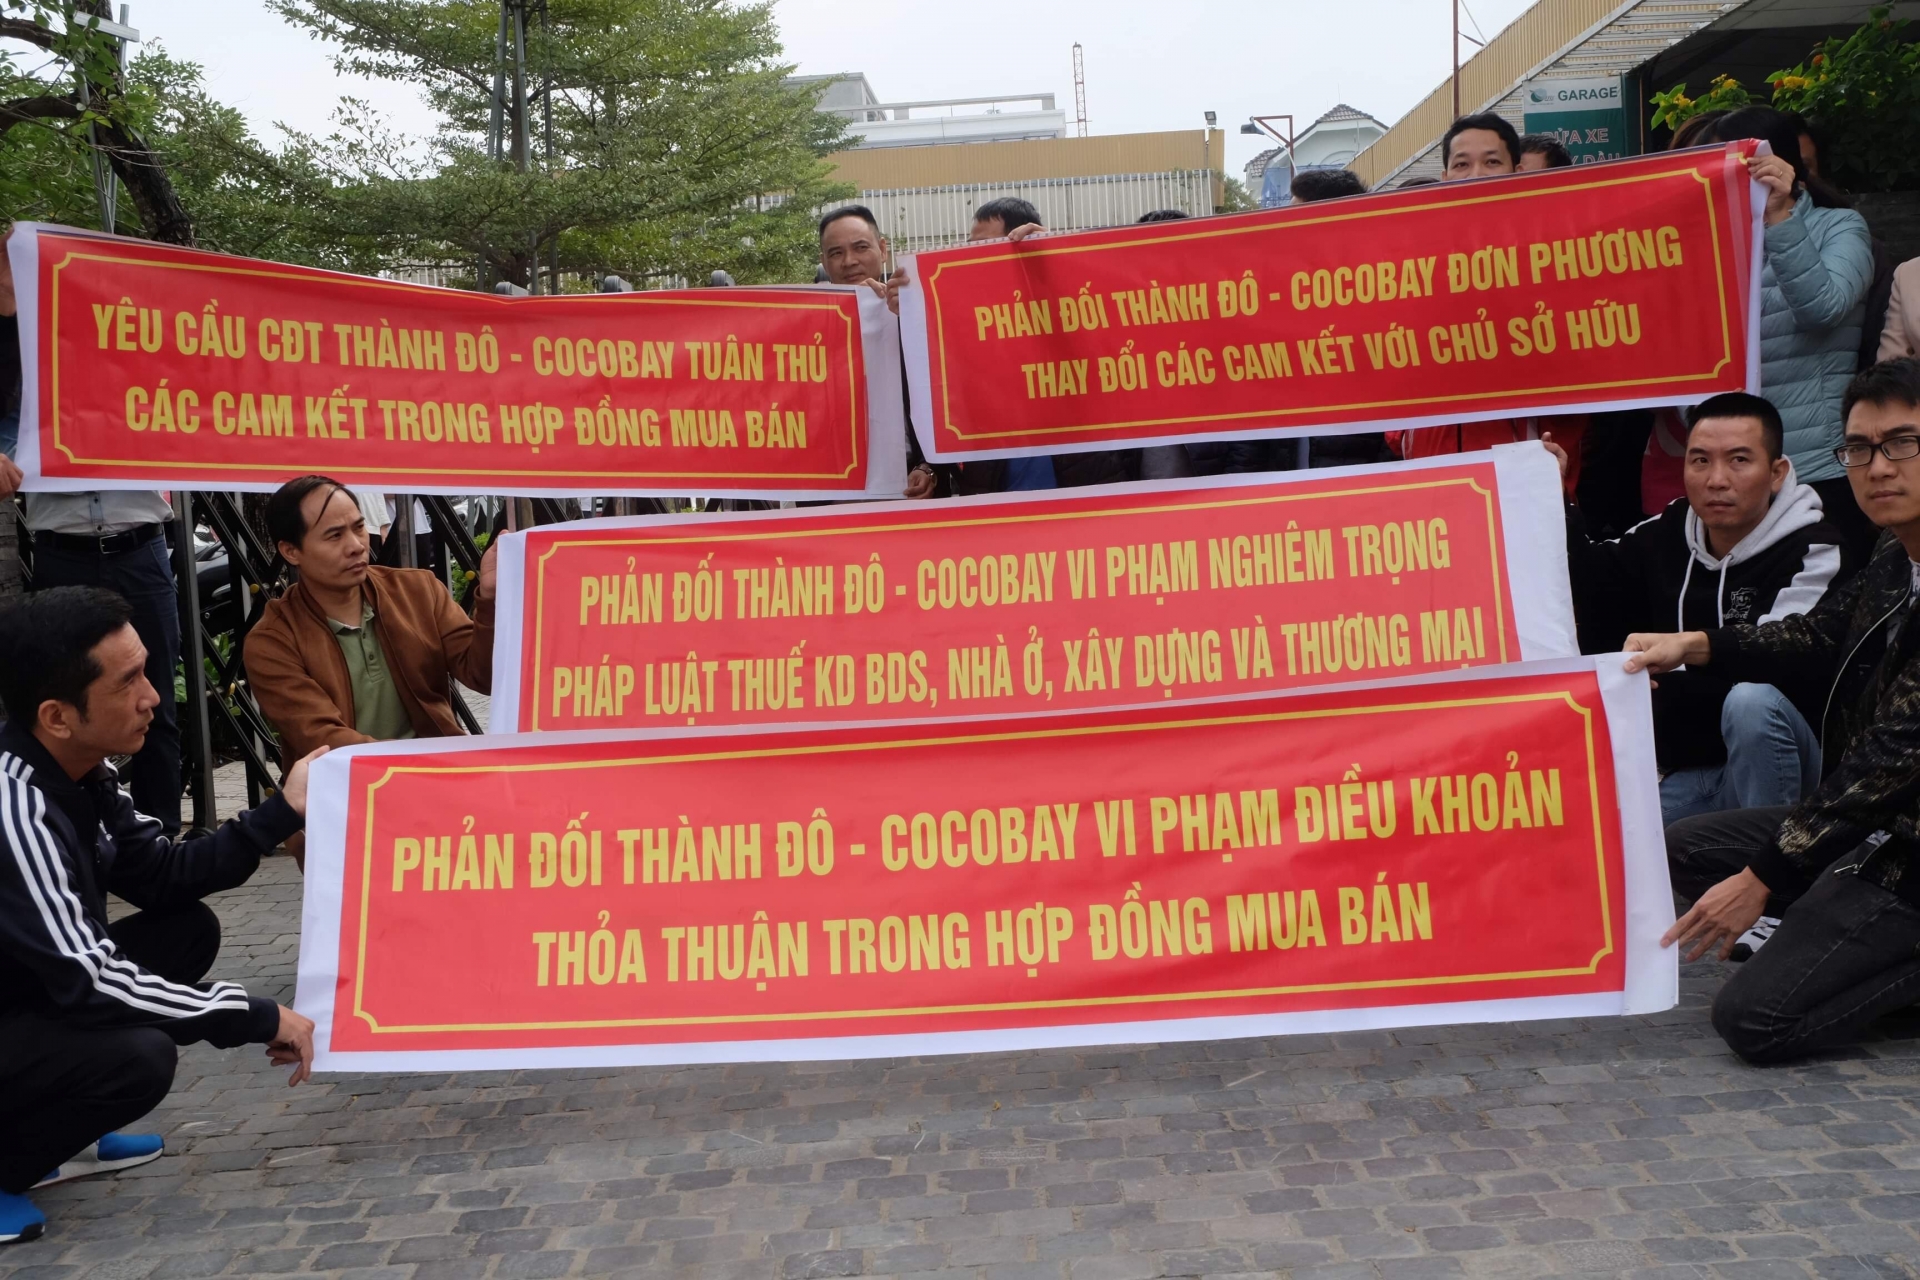 GARAGE
RỬA XE
YÊU CẦU CĐT THÀNH ĐÔ - COCOBAY TUÂN THỦ
CÁC CAM KẾT TRONG HỢP ĐỒNG MUA BÁN
PHẢN ĐỐI THÀNH ĐÔ - COCOBAY ĐƠN PHƯƠNG
THAY ĐỔI CÁC CAM KẾT VỚI CHỦ SỞ HỮU
PHẢN ĐỐI THÀNH ĐÔ - COCOBAY VI PHẠM NGHIÊM TRỌNG
PHÁP LUẬT THUẾ KD BDS, NHÀ Ở, XÂY DỰNG VÀ THƯƠNG MẠI
PHẢN ĐỐI THÀNH ĐÔ - COCOBAY VI PHẠM ĐIỀU KHOẢN
THỎA THUẬN TRONG HỢP ĐỒNG MUA BÁN